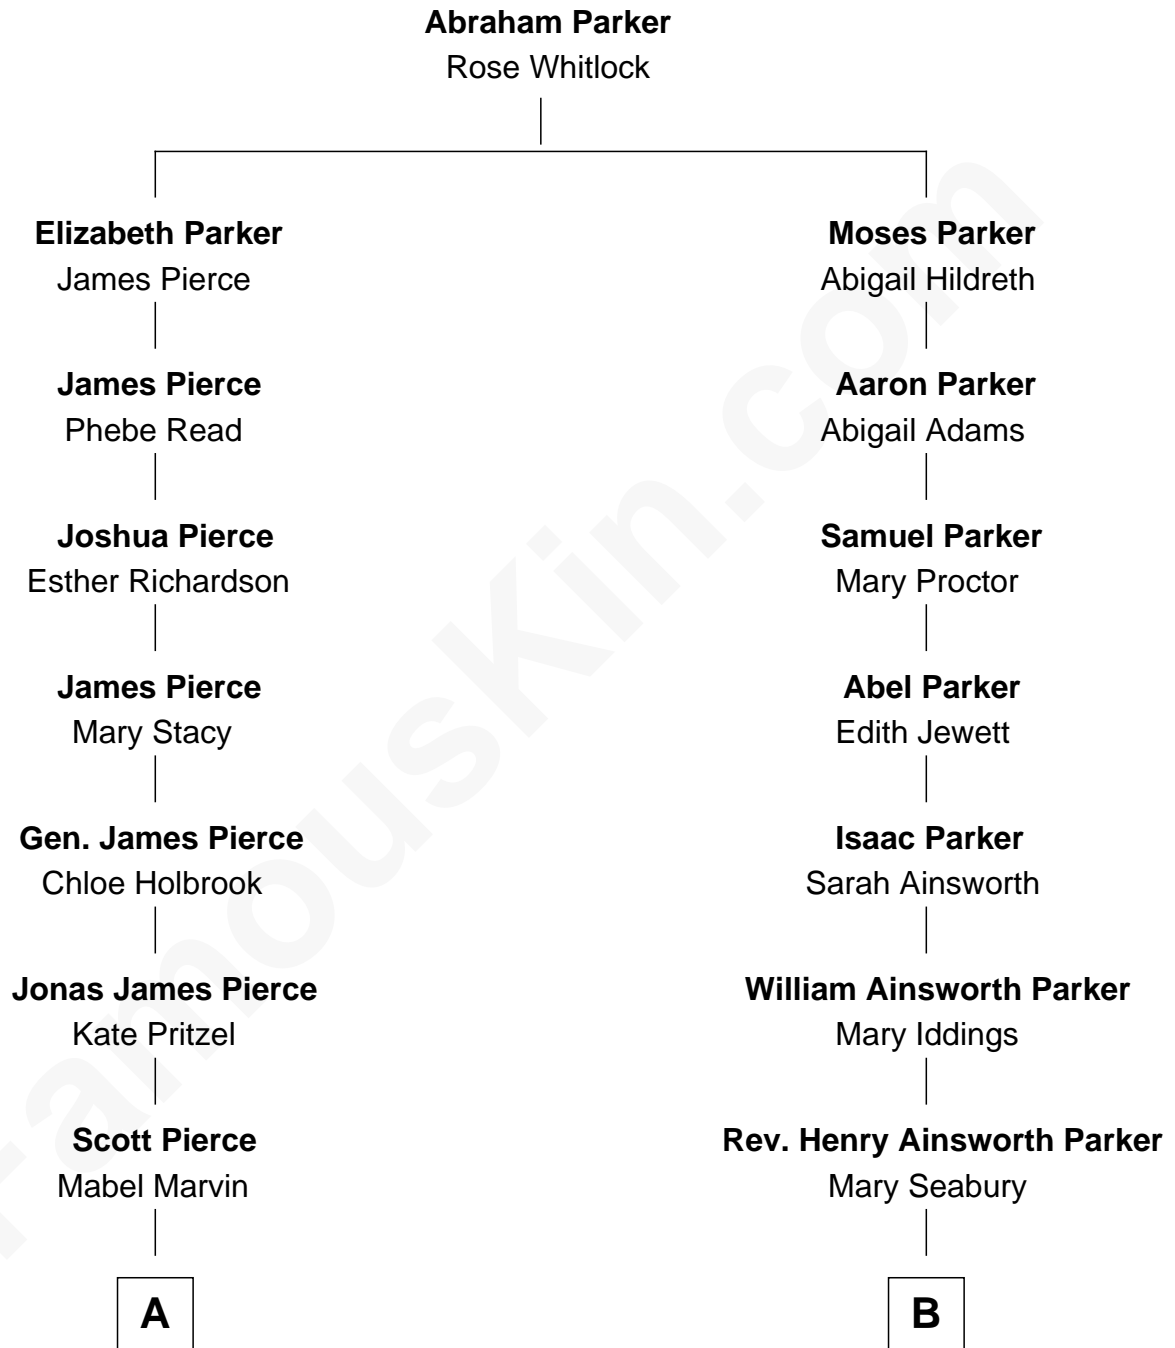 Abraham Parker
Rose Whitlock
Elizabeth Parker
James Pierce
Moses Parker
Abigail Hildreth
James Pierce
Phebe Read
Aaron Parker
Abigail Adams
Joshua Pierce
Esther Richardson
Samuel Parker
Mary Proctor
James Pierce
Mary Stacy
Abel Parker
Edith Jewett
Gen. James Pierce
Chloe Holbrook
Isaac Parker
Sarah Ainsworth
Jonas James Pierce
Kate Pritzel
William Ainsworth Parker
Mary Iddings
Scott Pierce
Mabel Marvin
Rev. Henry Ainsworth Parker
Mary Seabury
A
B
FamousKin.com